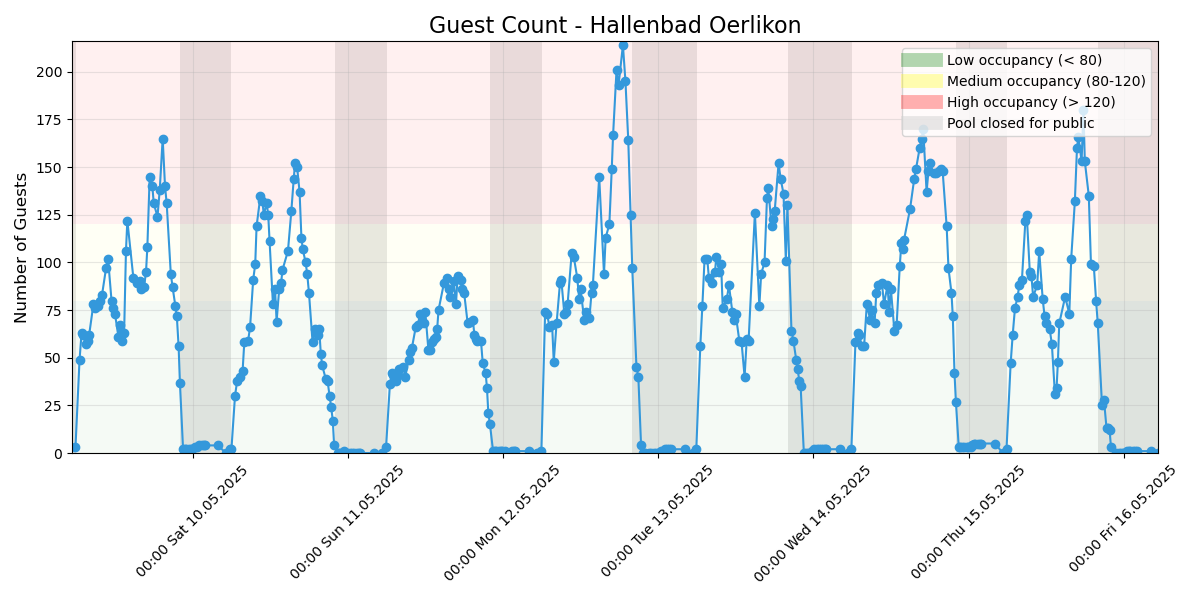 Guest Count - Hallenbad Oerlikon
Number of Guests
200
175
150
125
100
75
50
25
0
Low occupancy (< 80)
Medium occupancy (80-120)
High occupancy (> 120)
Pool closed for public
00:00 Sat 10.05.2025
00:00 Sun 11.05.2025
00:00 Mon 12.05.2025
00:00 Tue 13.05.2025
00:00 Wed 14.05.2025
00:00 Thu 15.05.2025
00:00 Fri 16.05.2025